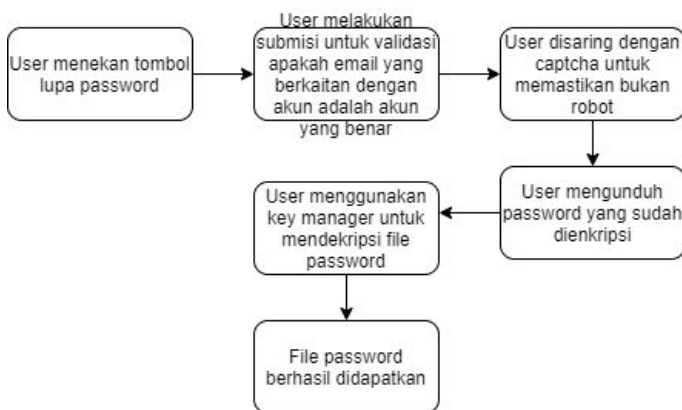 User menekan tombol
lupa password
User melakukan
submisi untuk validasi
apakah email yang
berkaitan dengan
akun adalah akun
yang benar
User disaring dengan
captcha untuk
memastikan bukan
robot
User mengunduh
password yang sudah
dienkripsi
User menggunakan
key manager untuk
mendekripsi file
password
File password
berhasil didapatkan